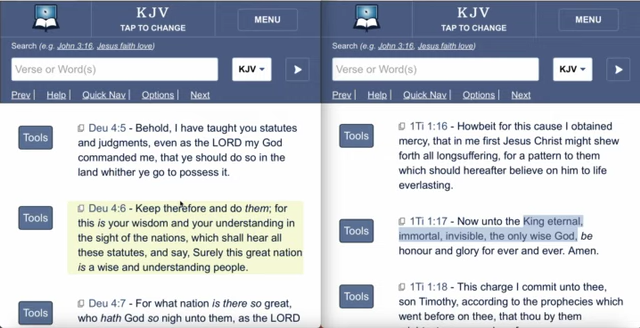 KJV
TAP TO CHANGE
MENU
Search (e.g. John 3:16, Jesus faith love)
Verse or Word(s)
KJV
Prev | Help | Quick Nav | Options | Next
Tools
Deu 4:5 - Behold, I have taught you statutes
and judgments, even as the LORD my God
commanded me, that ye should do so in the
land whither ye go to possess it.
Tools
Deu 4:6 - Keep therefore and do them; for
this is your wisdom and your understanding in
the sight of the nations, which shall hear all
these statutes, and say, Surely this great nation
is a wise and understanding people.
Tools
Deu 4:7 - For what nation is there so great,
who hath God so nigh unto them, as the LORD
KJV
TAP TO CHANGE
MENU
Search (e.g. John 3:16, Jesus faith love)
Verse or Word(s)
KJV
Prev | Help | Quick Nav | Options | Next
Tools
1Ti 1:16 - Howbeit for this cause I obtained
mercy, that in me first Jesus Christ might shew
forth all longsuffering, for a pattern to them
which should hereafter believe on him to life
everlasting.
Tools
1Ti 1:17 - Now unto the King eternal,
immortal, invisible, the only wise God, be
honour and glory for ever and ever. Amen.
Tools
1Ti 1:18 - This charge I commit unto thee,
son Timothy, according to the prophecies which
went before on thee, that thou by them